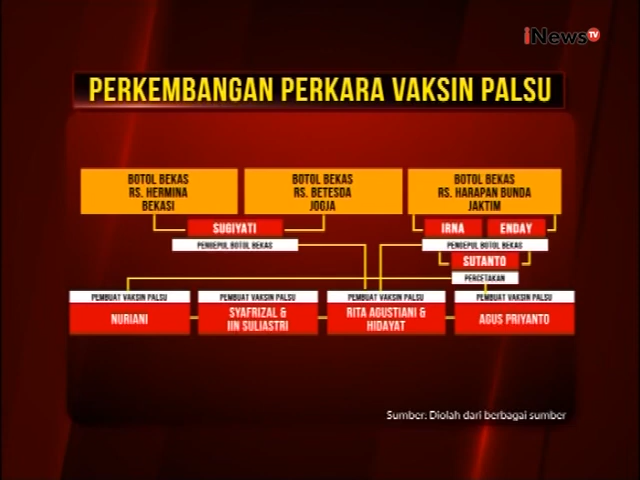 iNews TV
PERKEMBANGAN PERKARA VAKSIN PALSU
BOTOL BEKAS
RS. HERMINA
BEKASI
BOTOL BEKAS
RS. BETESDA
JOGJA
BOTOL BEKAS
RS. HARAPAN BUNDA
JAKTIM
SUGIYATI
PENGEPUL BOTOL BEKAS
IRNA
ENDAY
PENGEPUL BOTOL BEKAS
SUTANTO
PERCETAKAN
PEMBUAT VAKSIN PALSU
NURIANI
PEMBUAT VAKSIN PALSU
SYAFRIZAL &
IIN SULIASTRI
PEMBUAT VAKSIN PALSU
RITA AGUSTIANI &
HIDAYAT
PEMBUAT VAKSIN PALSU
AGUS PRIYANTO
Sumber: Diolah dari berbagai sumber